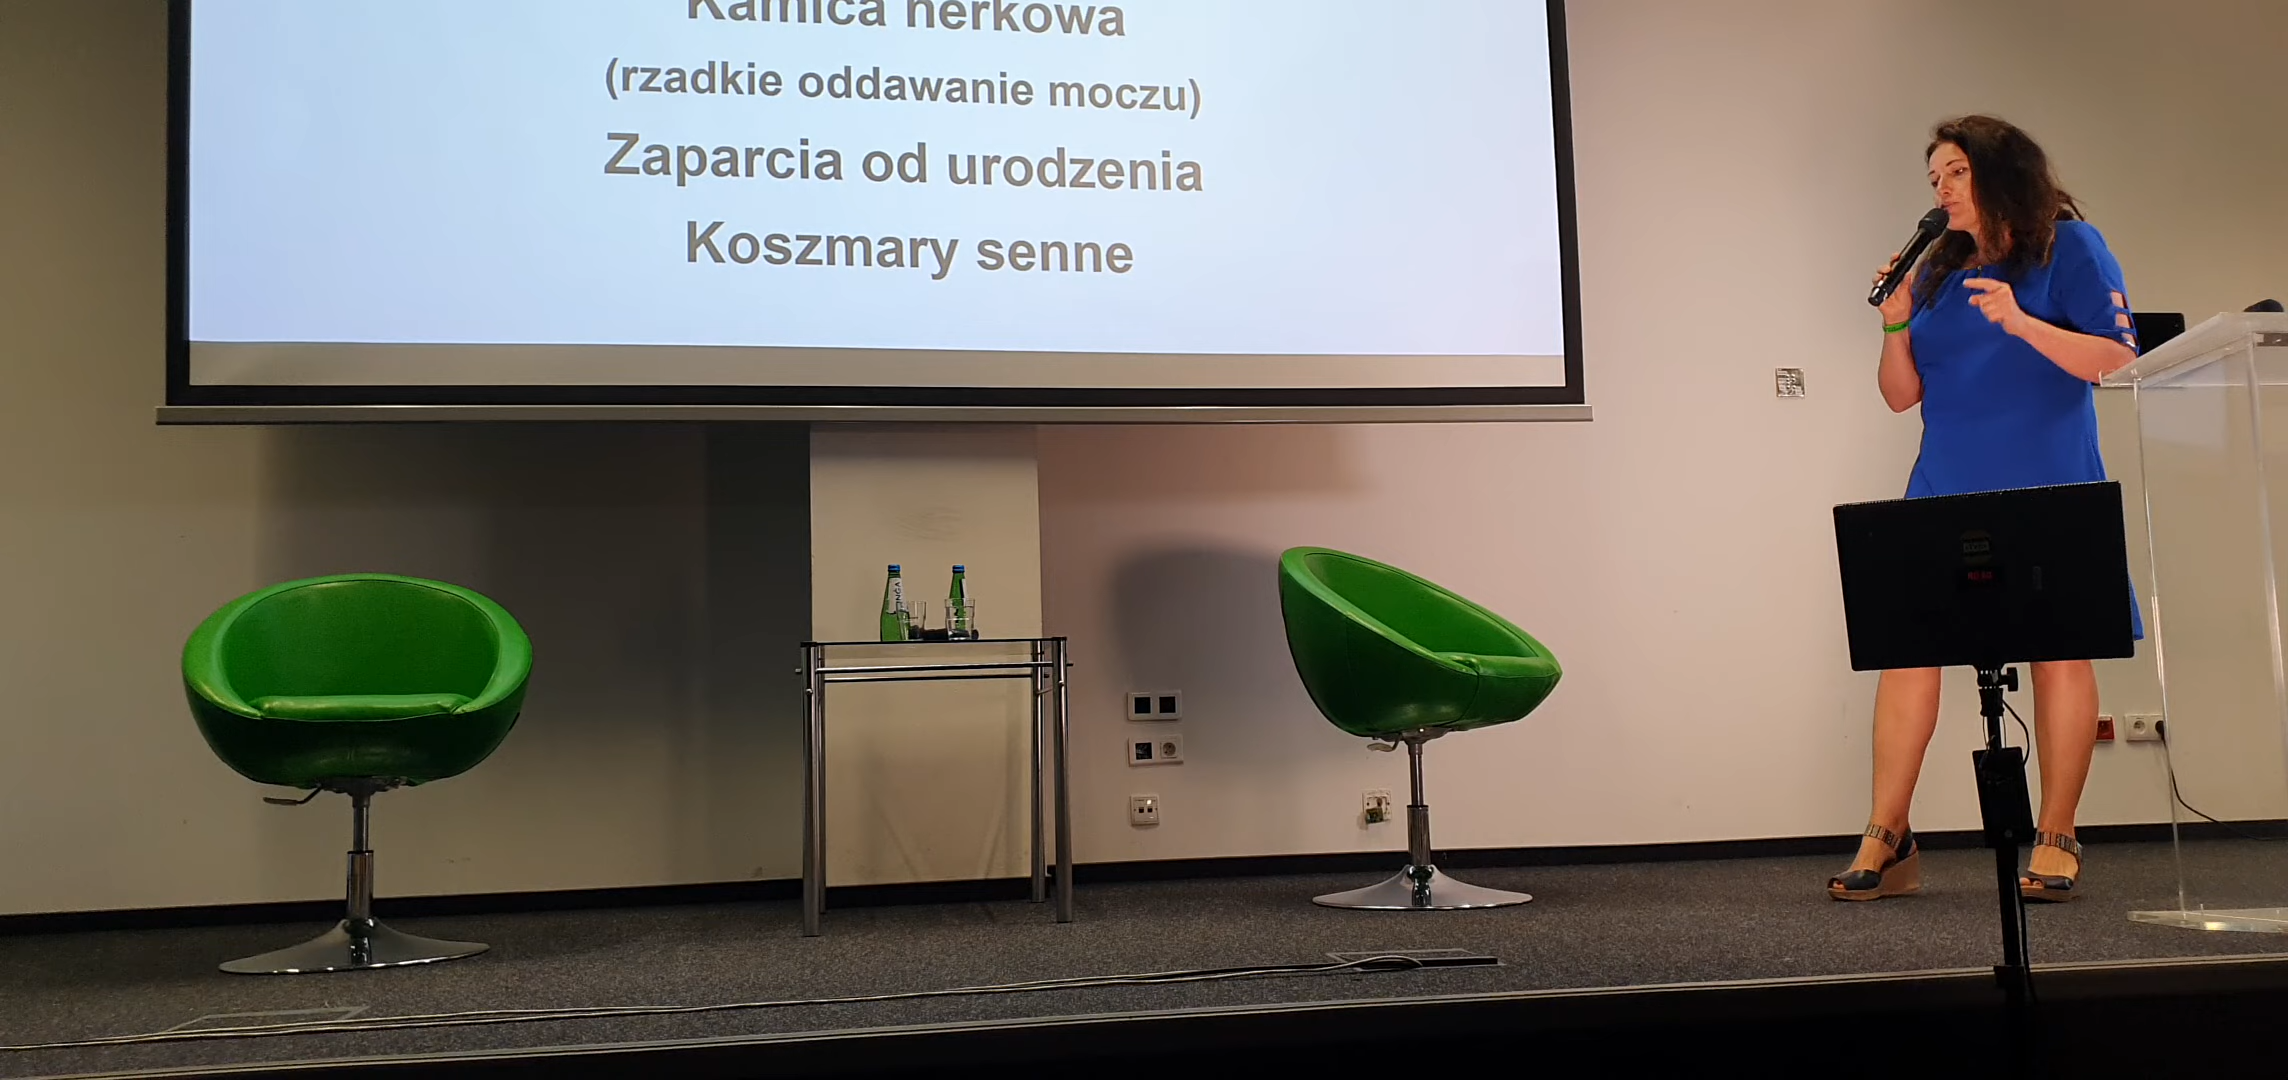 Kamica nerkowa
(rzadkie oddawanie moczu)
Zaparcia od urodzenia
Koszmary senne